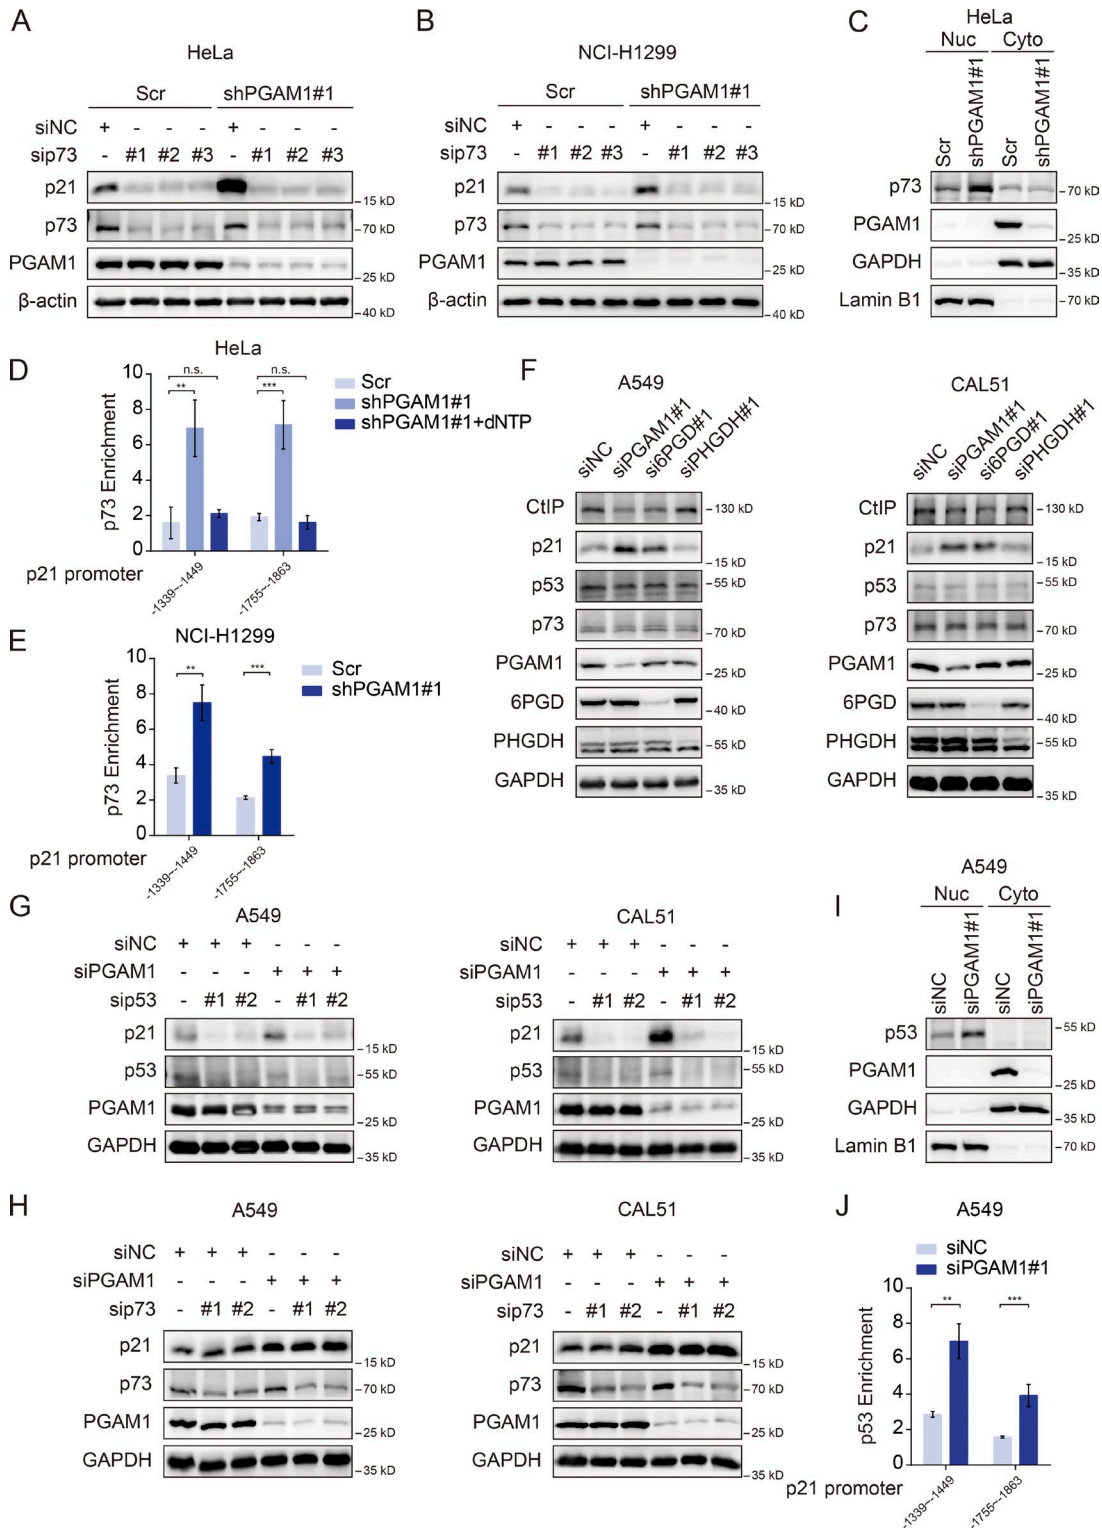 A
HeLa
Scr shPGAM1#1
siNC + - - - + - - -
sip73 - #1 #2 #3 - #1 #2 #3
p21
15 kD
p73
70 kD
PGAM1
25 kD
β-actin
40 kD
B
NCI-H1299
Scr shPGAM1#1
siNC + - - - + - - -
sip73 - #1 #2 #3 - #1 #2 #3
p21
15 kD
p73
70 kD
PGAM1
25 kD
β-actin
40 kD
C
HeLa
Nuc Cyto
Scr shPGAM1#1 Scr shPGAM1#1
p73
70 kD
PGAM1
25 kD
GAPDH
35 kD
Lamin B1
70 kD
D
HeLa
p73 Enrichment
10
8
6
4
2
0
n.s. n.s.
** ***
Scr
shPGAM1#1
shPGAM1#1+dNTP
p21 promoter
-1339~-1449 -1755~-1863
E
NCI-H1299
p73 Enrichment
10
8
6
4
2
0
** ***
Scr
shPGAM1#1
p21 promoter
-1339~-1449 -1755~-1863
F
A549
siNC siPGAM1#1 si6PGD#1 siPHGDH#1
CtIP
130 kD
p21
15 kD
p53
55 kD
p73
70 kD
PGAM1
25 kD
6PGD
40 kD
PHGDH
55 kD
GAPDH
35 kD
CAL51
siNC siPGAM1#1 si6PGD#1 siPHGDH#1
CtIP
130 kD
p21
15 kD
p53
55 kD
p73
70 kD
PGAM1
25 kD
6PGD
40 kD
PHGDH
55 kD
GAPDH
35 kD
G
A549
siNC + + + - - -
siPGAM1 - - - + + +
sip53 - #1 #2 - #1 #2
p21
15 kD
p53
55 kD
PGAM1
25 kD
GAPDH
35 kD
CAL51
siNC + + + - - -
siPGAM1 - - - + + +
sip53 - #1 #2 - #1 #2
p21
15 kD
p53
55 kD
PGAM1
25 kD
GAPDH
35 kD
H
A549
siNC + + + - - -
siPGAM1 - - - + + +
sip73 - #1 #2 - #1 #2
p21
15 kD
p73
70 kD
PGAM1
25 kD
GAPDH
35 kD
CAL51
siNC + + + - - -
siPGAM1 - - - + + +
sip73 - #1 #2 - #1 #2
p21
15 kD
p73
70 kD
PGAM1
25 kD
GAPDH
35 kD
I
A549
Nuc Cyto
siNC siPGAM1#1 siNC siPGAM1#1
p53
55 kD
PGAM1
25 kD
GAPDH
35 kD
Lamin B1
70 kD
J
A549
siNC
siPGAM1#1
p53 Enrichment
10
8
6
4
2
0
** ***
p21 promoter
-1339~-1449 -1755~-1863